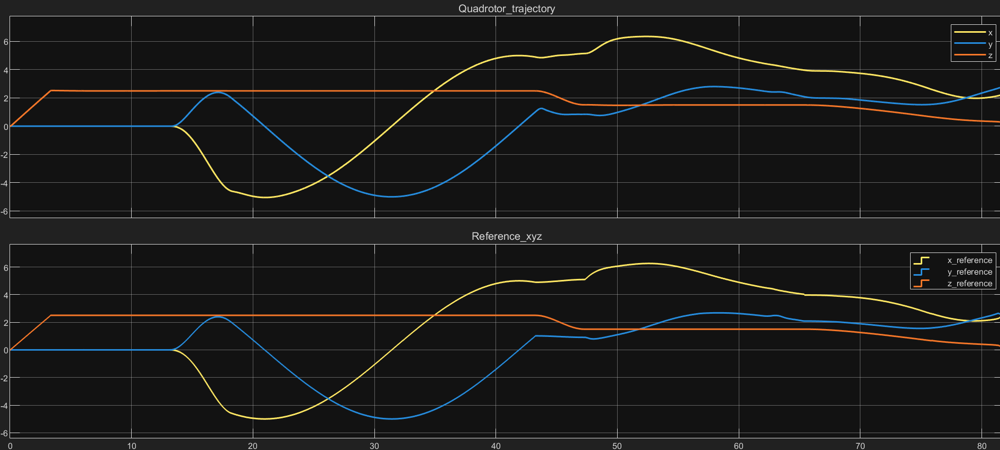 Quadrotor_trajectory
6
4
2
0
-2
-4
-6
x
y
z
Reference_xyz
6
4
2
0
-2
-4
-6
x_reference
y_reference
z_reference
0 10 20 30 40 50 60 70 80